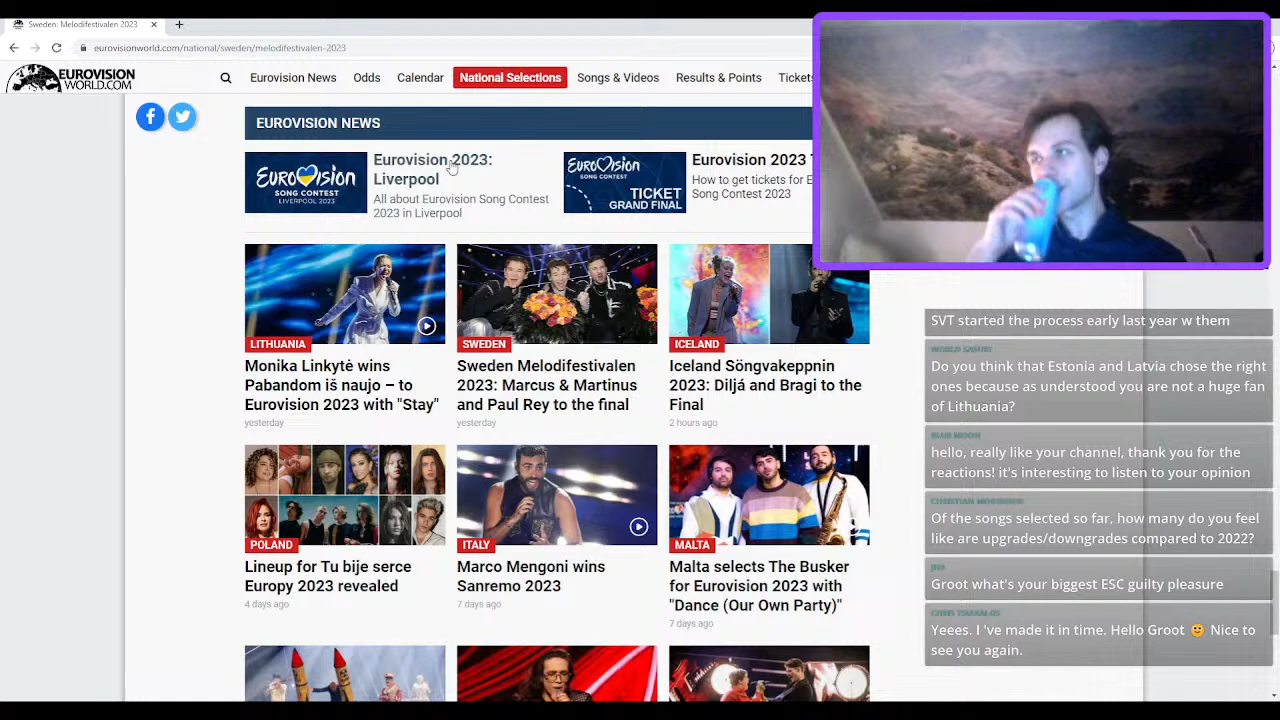 Sweden: Melodifestivalen 2023
eurovisionworld.com/national/sweden/melodifestivalen-2023
EUROVISION
WORLD.COM
Eurovision News
Odds
Calendar
National Selections
Songs & Videos
Results & Points
Tickets
EUROVISION NEWS
EUROVISION
SONG CONTEST
LIVERPOOL 2023
Eurovision 2023:
Liverpool
All about Eurovision Song Contest
2023 in Liverpool
EUROVISION
SONG CONTEST
TICKET
GRAND FINAL
Eurovision 2023
How to get tickets for
Song Contest 2023
LITHUANIA
Monika Linkytė wins
Pabandom iš naujo – to
Eurovision 2023 with "Stay"
yesterday
SWEDEN
Sweden Melodifestivalen
2023: Marcus & Martinus
and Paul Rey to the final
yesterday
ICELAND
Iceland Söngvakeppnin
2023: Diljá and Bragi to the
Final
2 hours ago
POLAND
Lineup for Tu bije serce
Europy 2023 revealed
4 days ago
ITALY
Marco Mengoni wins
Sanremo 2023
7 days ago
MALTA
Malta selects The Busker
for Eurovision 2023 with
"Dance (Our Own Party)"
7 days ago
SVT started the process early last year w them
Do you think that Estonia and Latvia chose the right
ones because as understood you are not a huge fan
of Lithuania?
BLUE MOON
hello, really like your channel, thank you for the
reactions! it's interesting to listen to your opinion
Of the songs selected so far, how many do you feel
like are upgrades/downgrades compared to 2022?
Groot what's your biggest ESC guilty pleasure
Yeees. I 've made it in time. Hello Groot 🙂 Nice to
see you again.